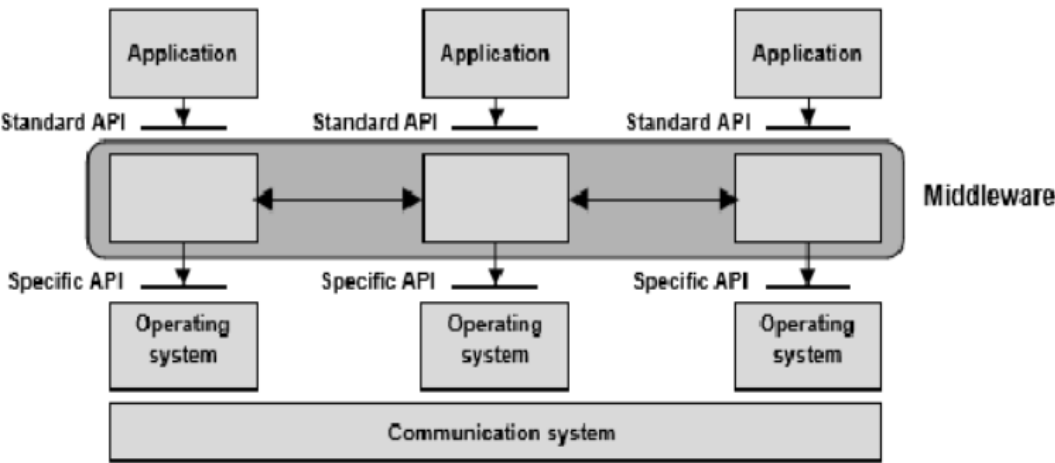 Application
Application
Application
Standard API
Standard API
Standard API
Middleware
Specific API
Specific API
Specific API
Operating
system
Operating
system
Operating
system
Communication system